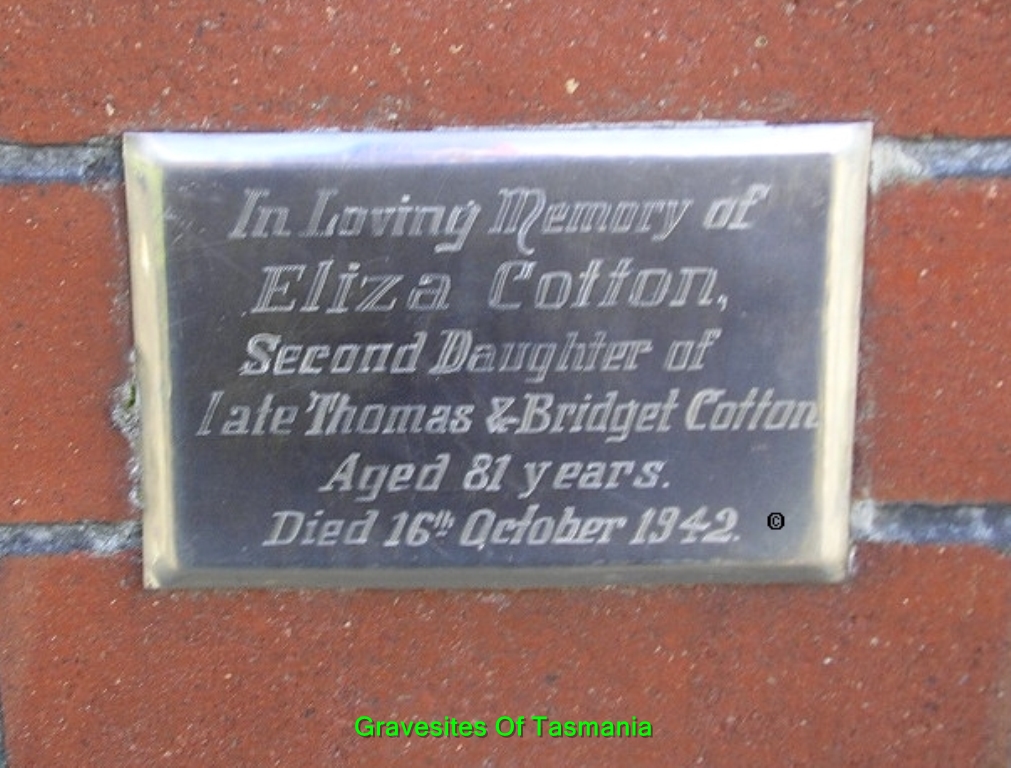 In Loving Memory of
Eliza Cotton,
Second Daughter of
late Thomas & Bridget Cotton
Aged 81 years.
Died 16th October 1942. ©
Gravesites Of Tasmania